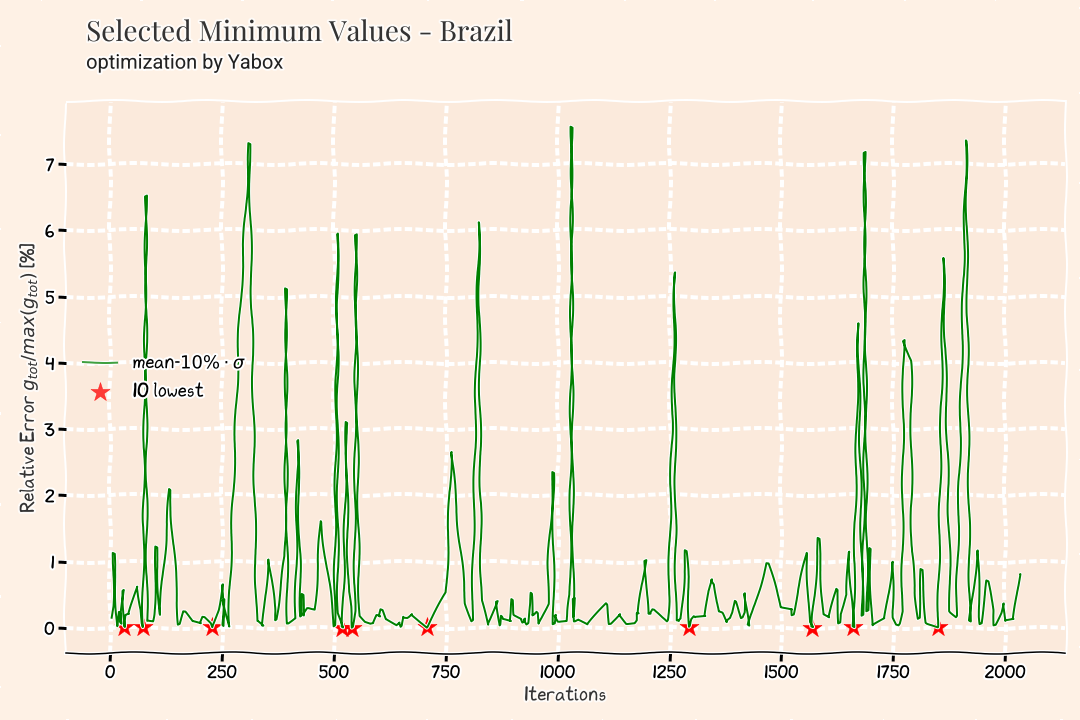 Selected Minimum Values - Brazil
optimization by Yabox
Relative Error g_tot/max(g_tot) [%]
7
6
5
4
3
2
1
0
mean-10% · σ
10 lowest
0 250 500 750 1000 1250 1500 1750 2000
Iterations